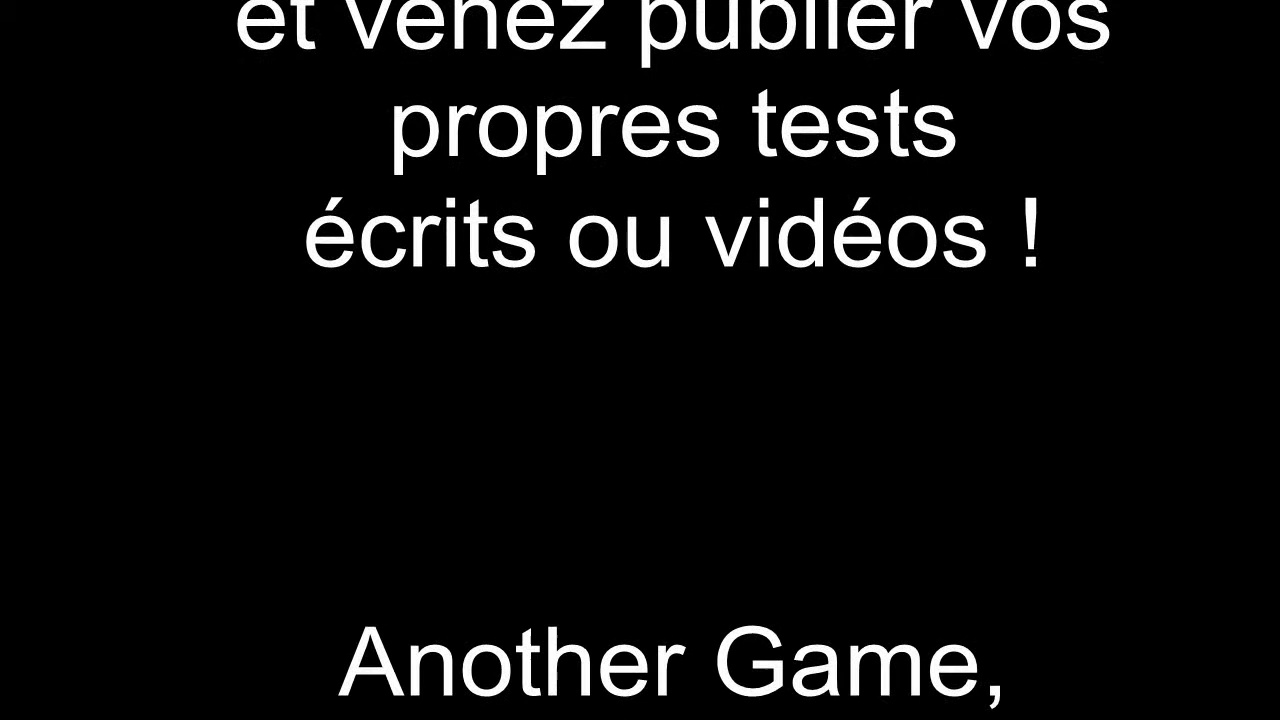 et venez publier vos
propres tests
écrits ou vidéos !
Another Game,